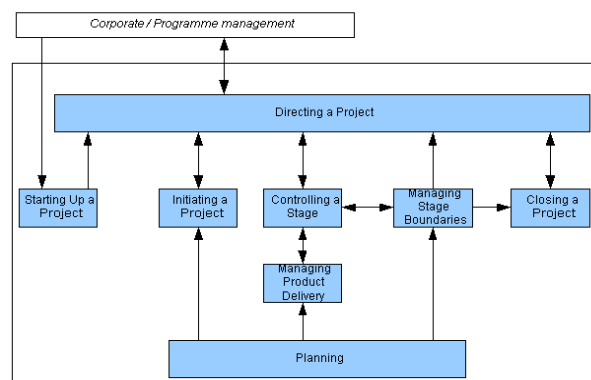 Corporate / Programme management
Directing a Project
Starting Up a
Project
Initiating a
Project
Controlling a
Stage
Managing
Stage
Boundaries
Closing a
Project
Managing
Product
Delivery
Planning